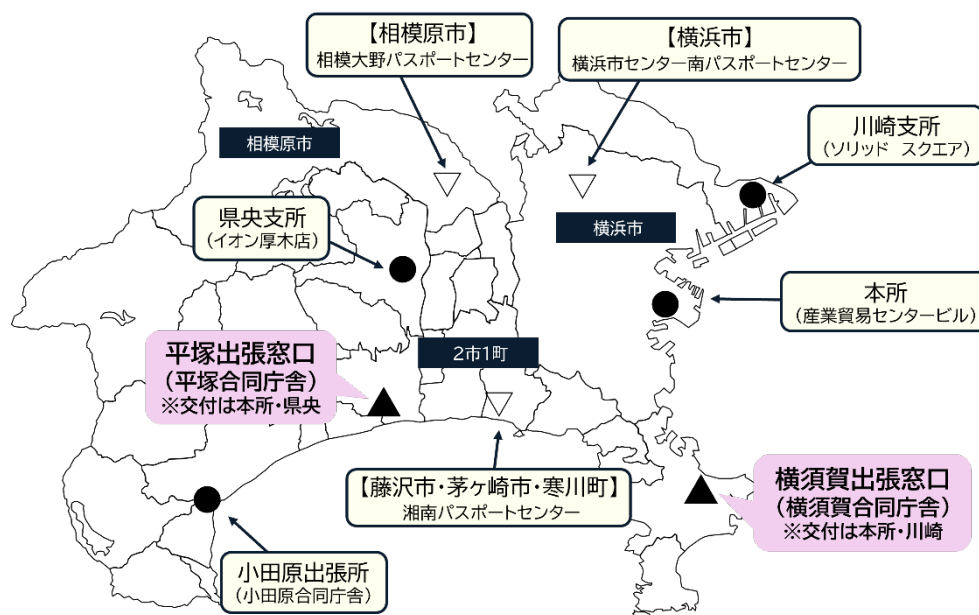 【相模原市】
相模大野パスポートセンター
【横浜市】
横浜市センター南パスポートセンター
相模原市
川崎支所
(ソリッド スクエア)
県央支所
(イオン厚木店)
横浜市
本所
(産業貿易センタービル)
平塚出張窓口
(平塚合同庁舎)
※交付は本所・県央
2市1町
【藤沢市・茅ヶ崎市・寒川町】
湘南パスポートセンター
横須賀出張窓口
(横須賀合同庁舎)
※交付は本所・川崎
小田原出張所
(小田原合同庁舎)